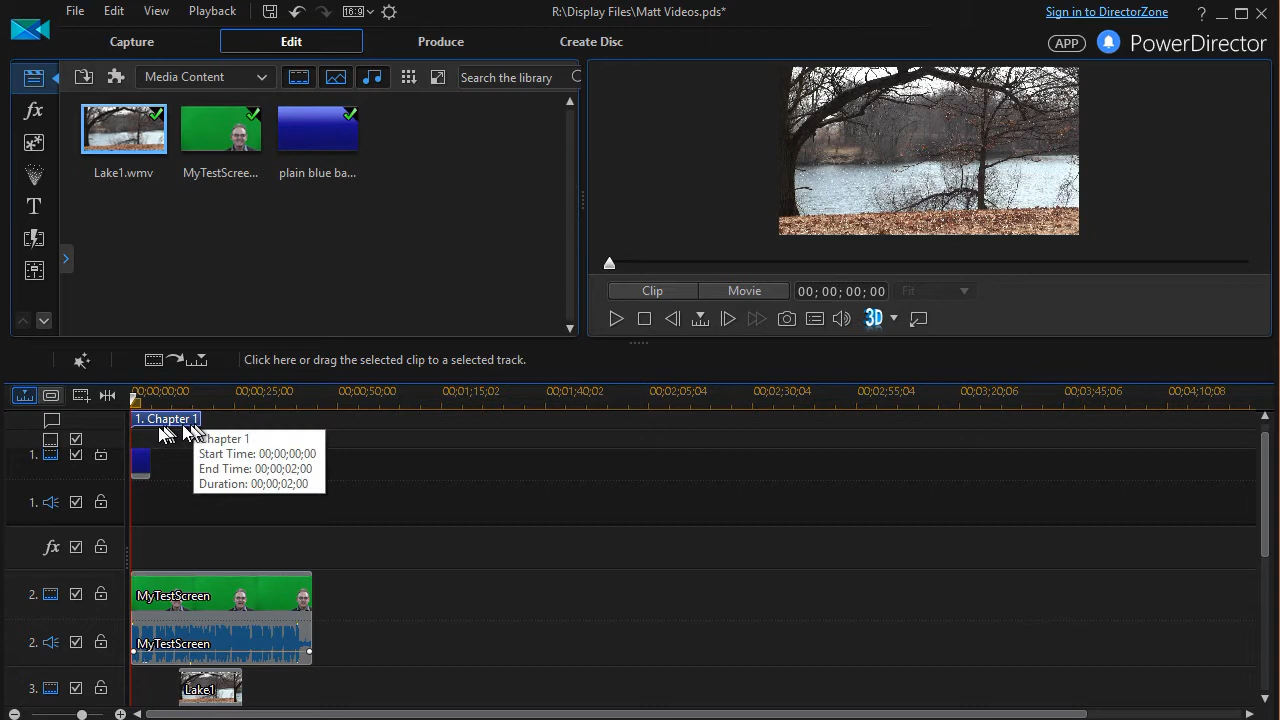 File Edit View Playback 16:9 R:\Display Files\Matt Videos.pds* Sign in to DirectorZone ?
Capture Edit Produce Create Disc APP PowerDirector
Media Content Search the library
fx
Lake1.wmv MyTestScree... plain blue ba...
T
Clip Movie 00; 00; 00; 00 Fit
3D
Click here or drag the selected clip to a selected track.
00;00;00;00 00;00;25;00 00;00;50;00 00;01;15;02 00;01;40;02 00;02;05;04 00;02;30;04 00;02;55;04 00;03;20;06 00;03;45;06 00;04;10;08
1. Chapter 1
Chapter 1
Start Time: 00;00;00;00
End Time: 00;00;02;00
Duration: 00;00;02;00
1.
1.
fx
2. MyTestScreen
2. MyTestScreen
3. Lake1